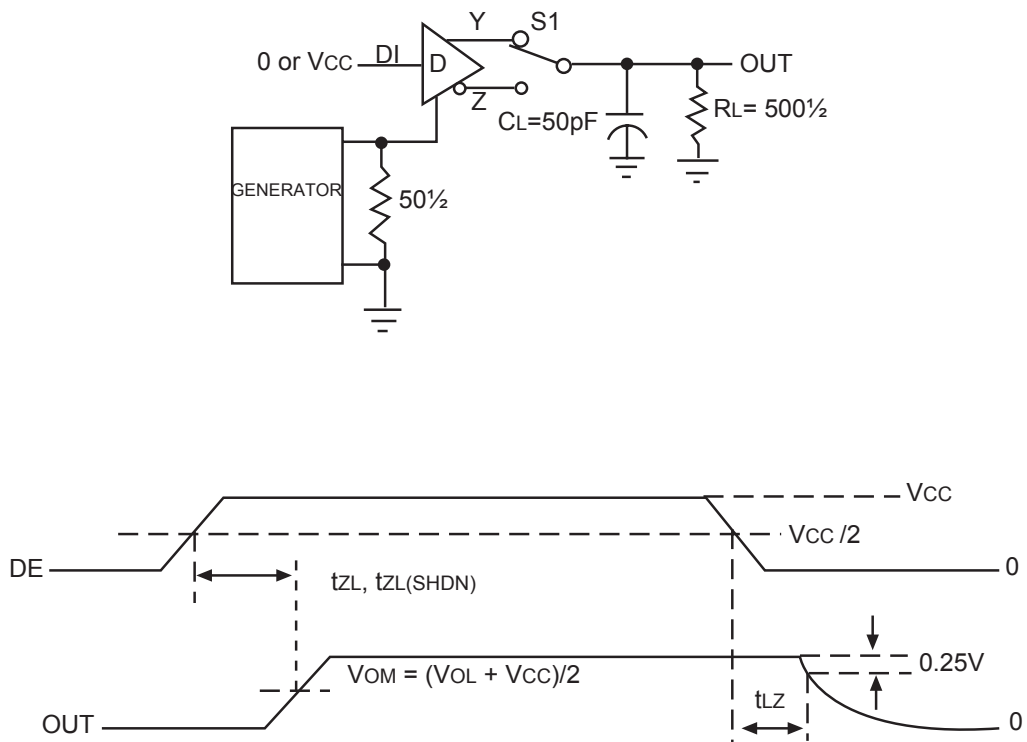 Y S1
0 or VCC DI D OUT
Z
CL=50pF RL= 500½
GENERATOR 50½
VCC
VCC /2
DE tZL, tZL(SHDN) 0
VOM = (VOL + VCC)/2 0.25V
tLZ
OUT 0